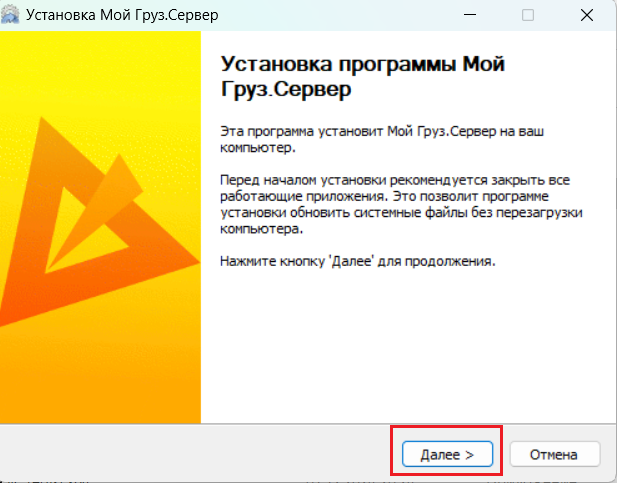 Установка Мой Груз.Сервер
Установка программы Мой
Груз.Сервер
Эта программа установит Мой Груз.Сервер на ваш
компьютер.
Перед началом установки рекомендуется закрыть все
работающие приложения. Это позволит программе
установки обновить системные файлы без перезагрузки
компьютера.
Нажмите кнопку 'Далее' для продолжения.
Далее >
Отмена